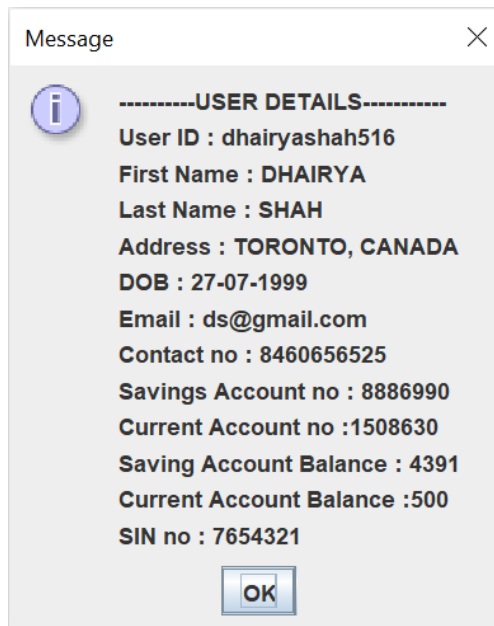 Message
----------USER DETAILS-----------
User ID : dhairyashah516
First Name : DHAIRYA
Last Name : SHAH
Address : TORONTO, CANADA
DOB : 27-07-1999
Email : ds@gmail.com
Contact no : 8460656525
Savings Account no : 8886990
Current Account no :1508630
Saving Account Balance : 4391
Current Account Balance :500
SIN no : 7654321
OK